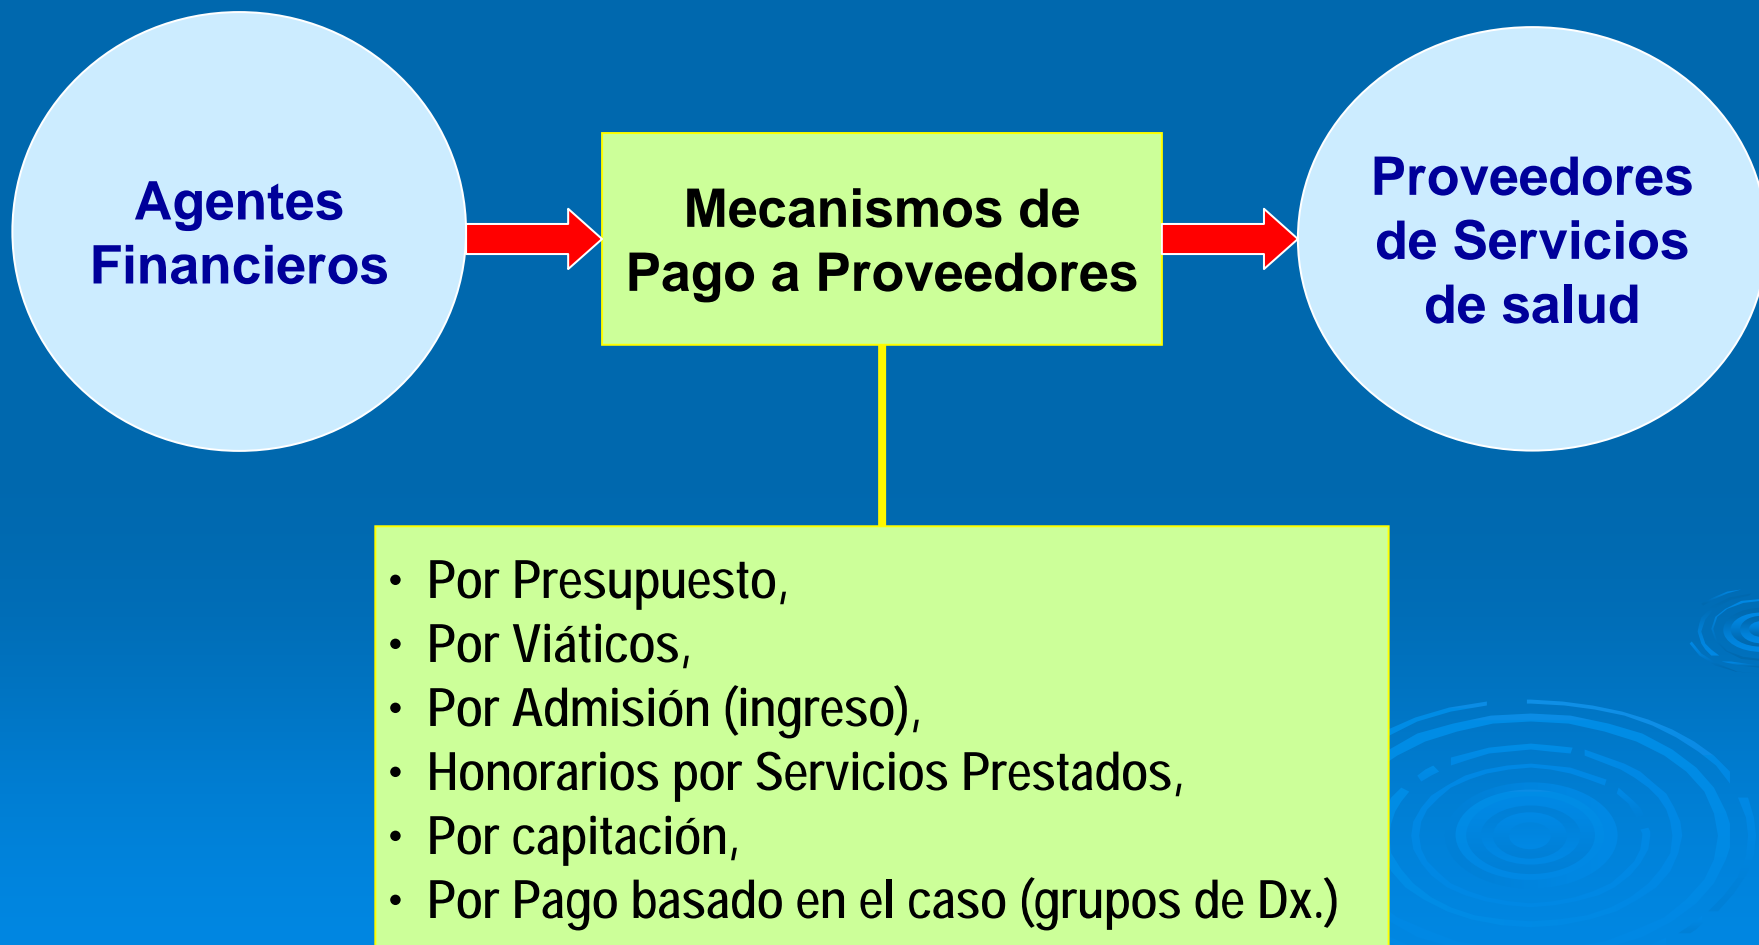 Agentes
Financieros
Mecanismos de
Pago a Proveedores
Proveedores
de Servicios
de salud
• Por Presupuesto,
• Por Viáticos,
• Por Admisión (ingreso),
• Honorarios por Servicios Prestados,
• Por capitación,
• Por Pago basado en el caso (grupos de Dx.)